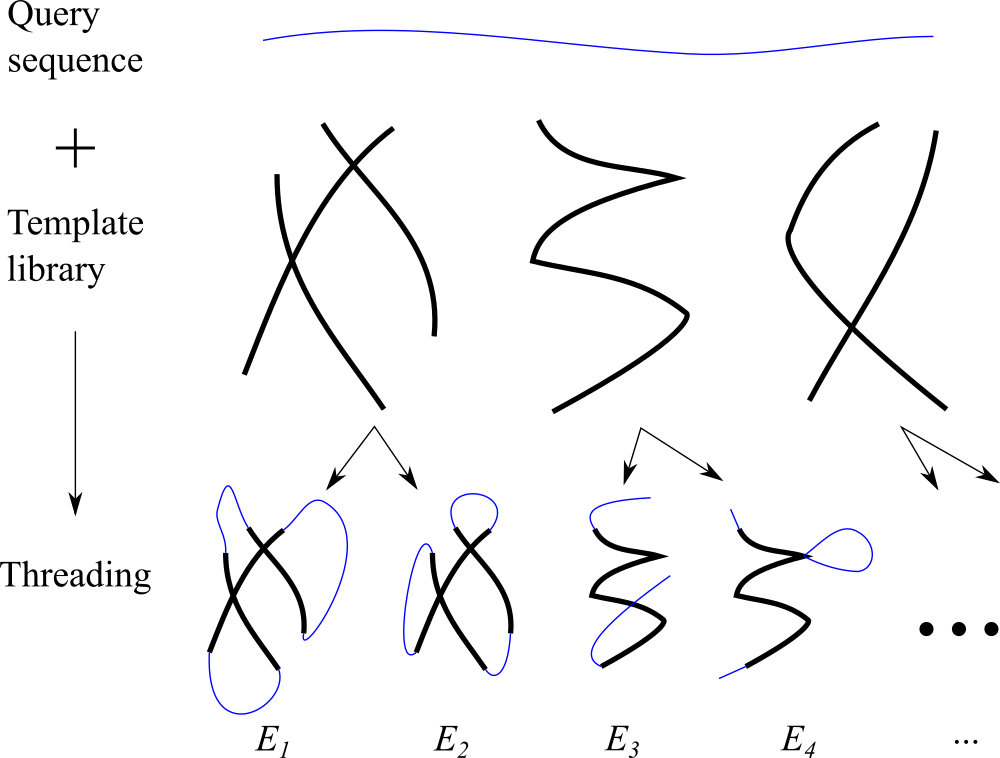 Query
sequence
+
Template
library
Threading
E1 E2 E3 E4 ...